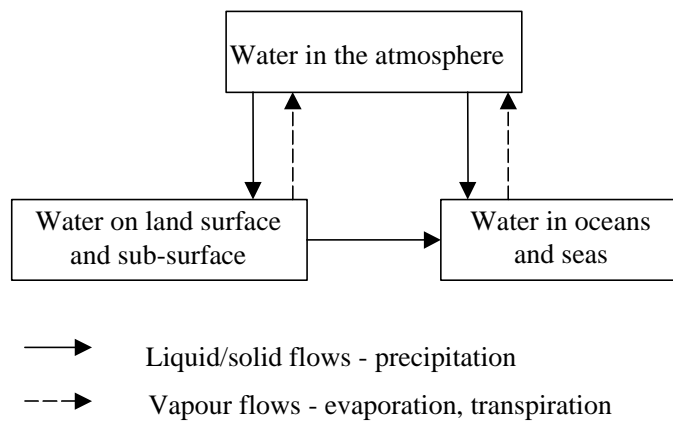 Water in the atmosphere
Water on land surface
and sub-surface
Water in oceans
and seas
Liquid/solid flows - precipitation
Vapour flows - evaporation, transpiration